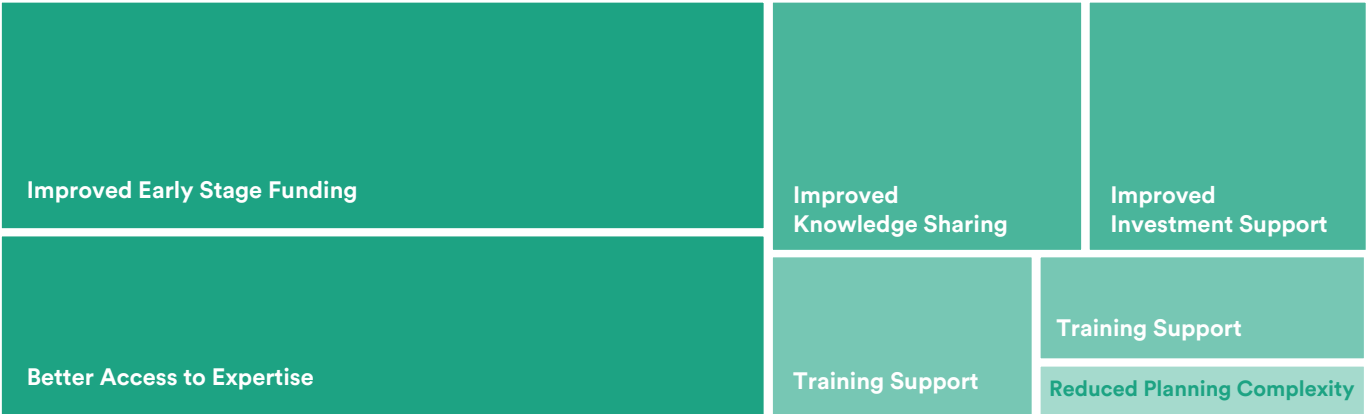 Improved Early Stage Funding
Better Access to Expertise
Improved
Knowledge Sharing
Improved
Investment Support
Training Support
Training Support
Reduced Planning Complexity